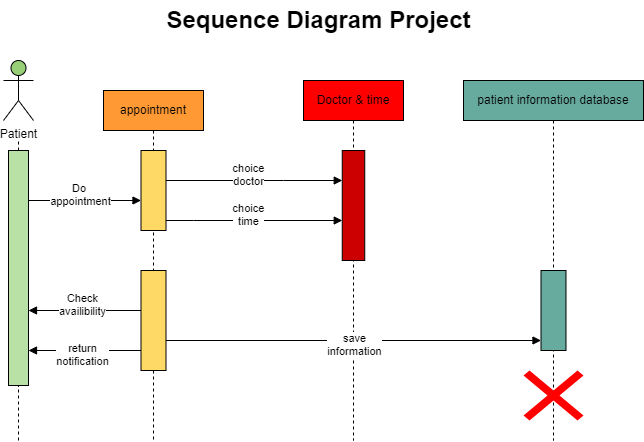 Sequence Diagram Project
Patient
appointment
Doctor & time
patient information database
Do
appointment
choice
doctor
choice
time
Check
availibility
save
information
return
notification